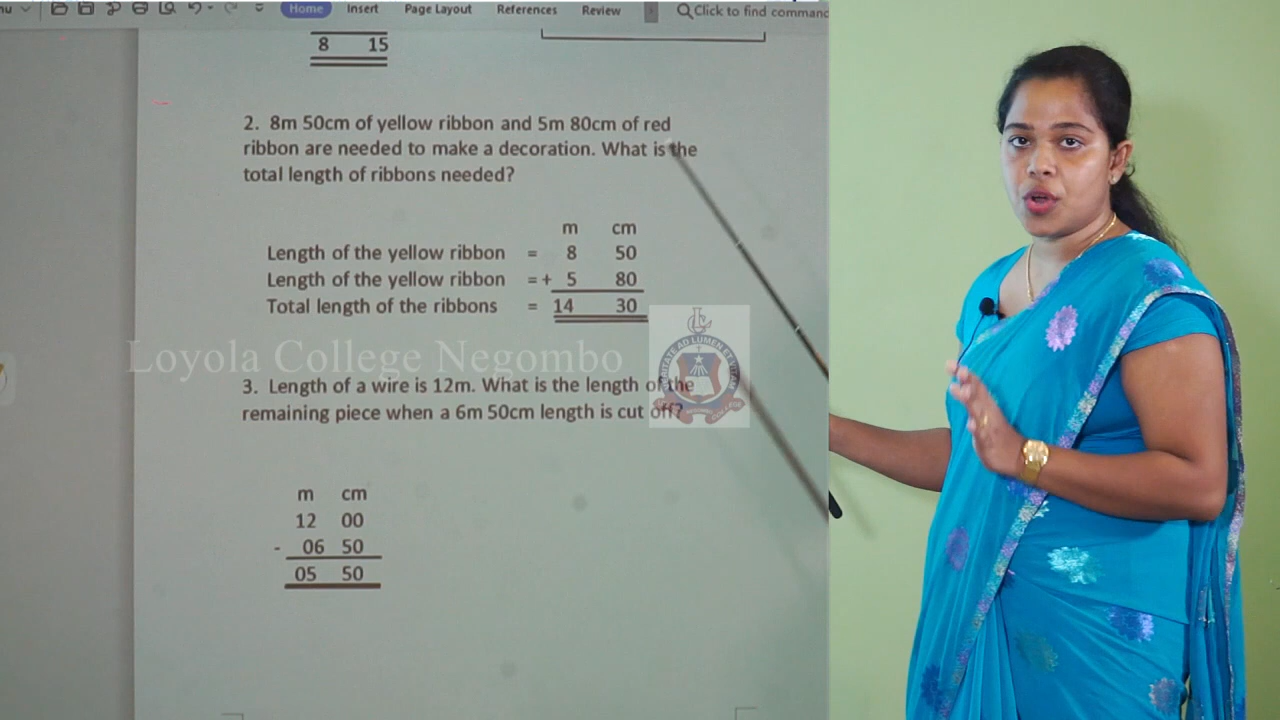 Home Insert Page Layout References Review Click to find command
8 15
2. 8m 50cm of yellow ribbon and 5m 80cm of red
ribbon are needed to make a decoration. What is the
total length of ribbons needed?
m cm
Length of the yellow ribbon = 8 50
Length of the yellow ribbon =+ 5 80
Total length of the ribbons = 14 30
Loyola College Negombo
3. Length of a wire is 12m. What is the length of the
remaining piece when a 6m 50cm length is cut off?
m cm
12 00
- 06 50
05 50